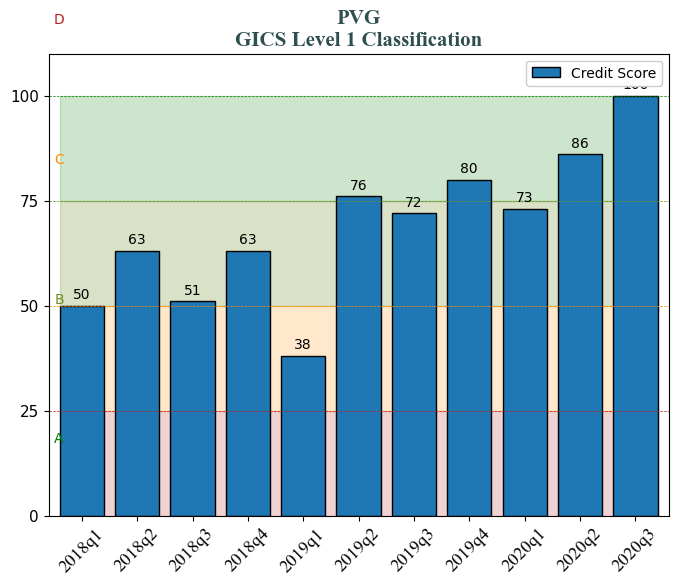 D
PVG
GICS Level 1 Classification
Credit Score
100
C
75
50
B
25
A
0
50
63
51
63
38
76
72
80
73
86
2018q1
2018q2
2018q3
2018q4
2019q1
2019q2
2019q3
2019q4
2020q1
2020q2
2020q3